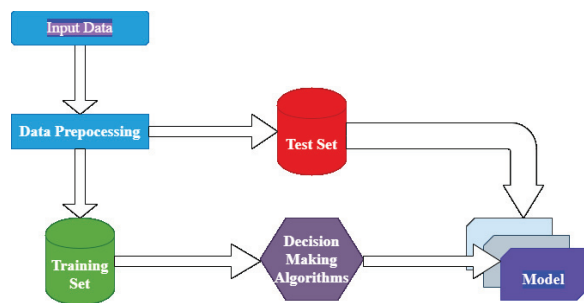 Input Data
Data Prepocessing
Test Set
Training
Set
Decision
Making
Algorithms
Model